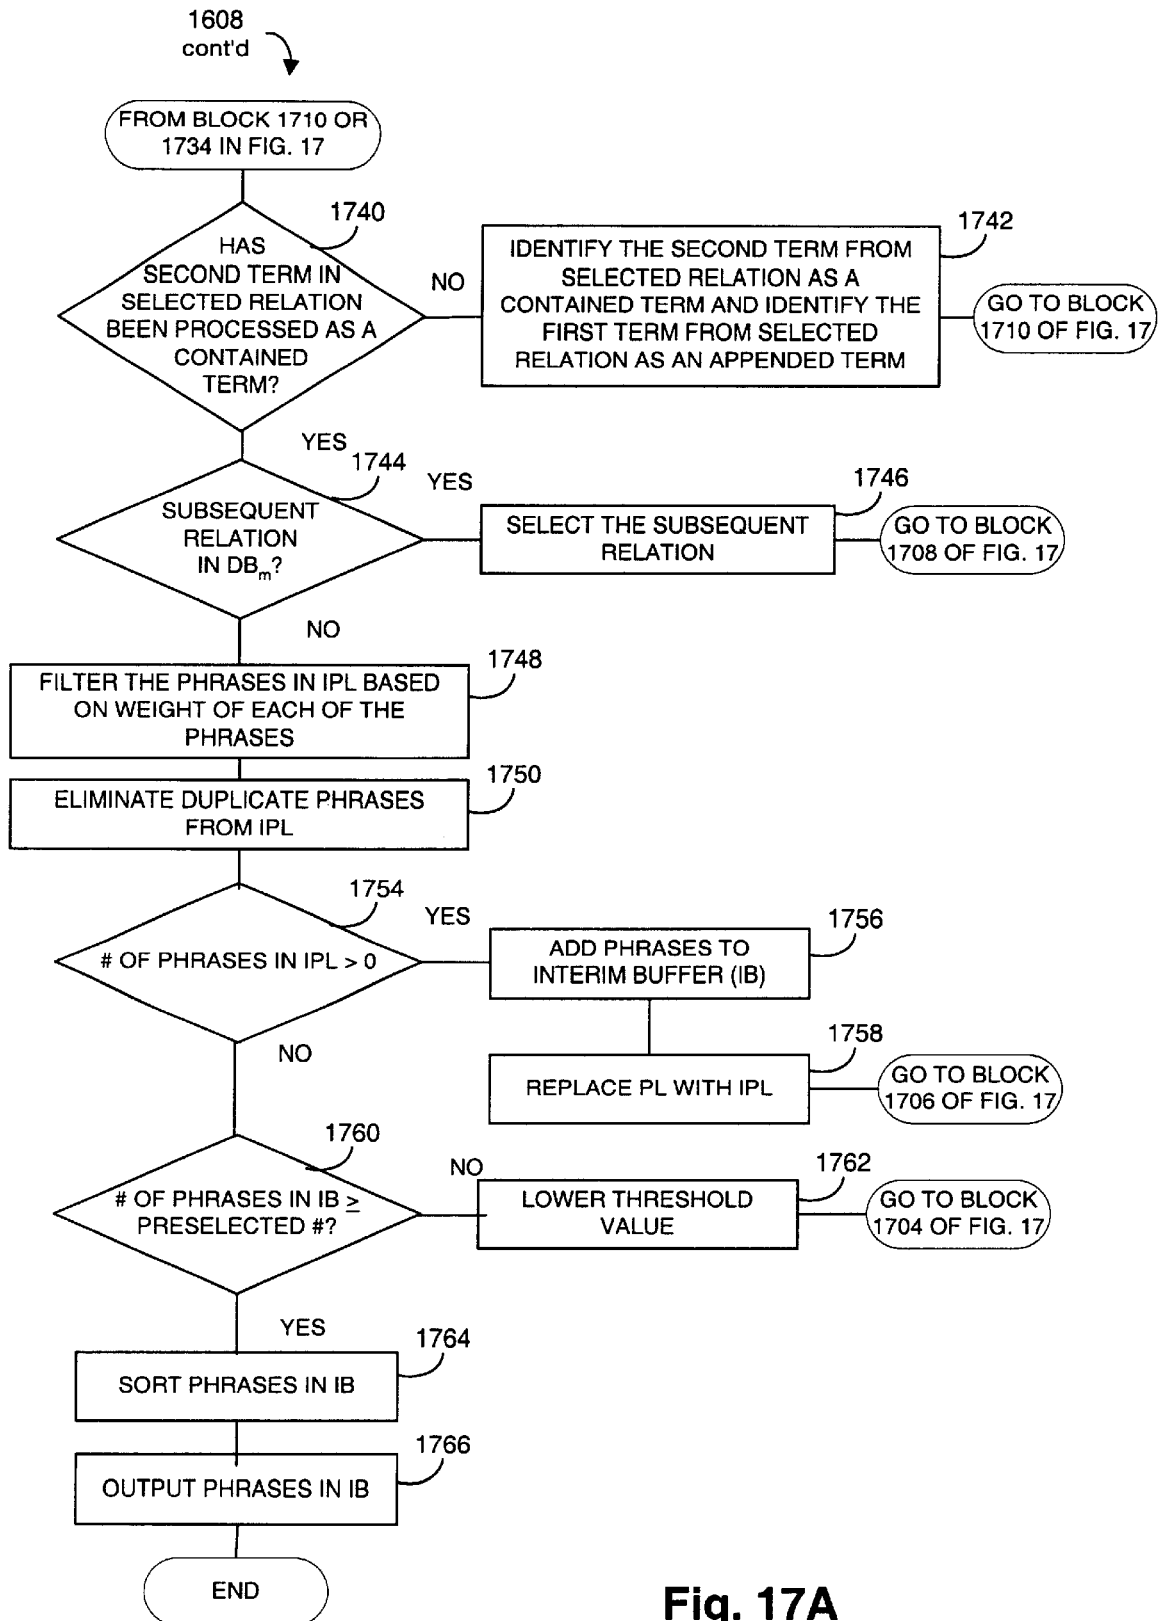 1608
cont'd
FROM BLOCK 1710 OR
1734 IN FIG. 17
1740
HAS
SECOND TERM IN
SELECTED RELATION
BEEN PROCESSED AS A
CONTAINED
TERM?
NO
1742
IDENTIFY THE SECOND TERM FROM
SELECTED RELATION AS A
CONTAINED TERM AND IDENTIFY THE
FIRST TERM FROM SELECTED
RELATION AS AN APPENDED TERM
GO TO BLOCK
1710 OF FIG. 17
YES
1744
SUBSEQUENT
RELATION
IN DBm?
YES
1746
SELECT THE SUBSEQUENT
RELATION
GO TO BLOCK
1708 OF FIG. 17
NO
1748
FILTER THE PHRASES IN IPL BASED
ON WEIGHT OF EACH OF THE
PHRASES
1750
ELIMINATE DUPLICATE PHRASES
FROM IPL
1754
# OF PHRASES IN IPL > 0
YES
1756
ADD PHRASES TO
INTERIM BUFFER (IB)
1758
REPLACE PL WITH IPL
GO TO BLOCK
1706 OF FIG. 17
NO
1760
# OF PHRASES IN IB ≥
PRESELECTED #?
NO
1762
LOWER THRESHOLD
VALUE
GO TO BLOCK
1704 OF FIG. 17
YES
1764
SORT PHRASES IN IB
1766
OUTPUT PHRASES IN IB
END
Fig. 17A